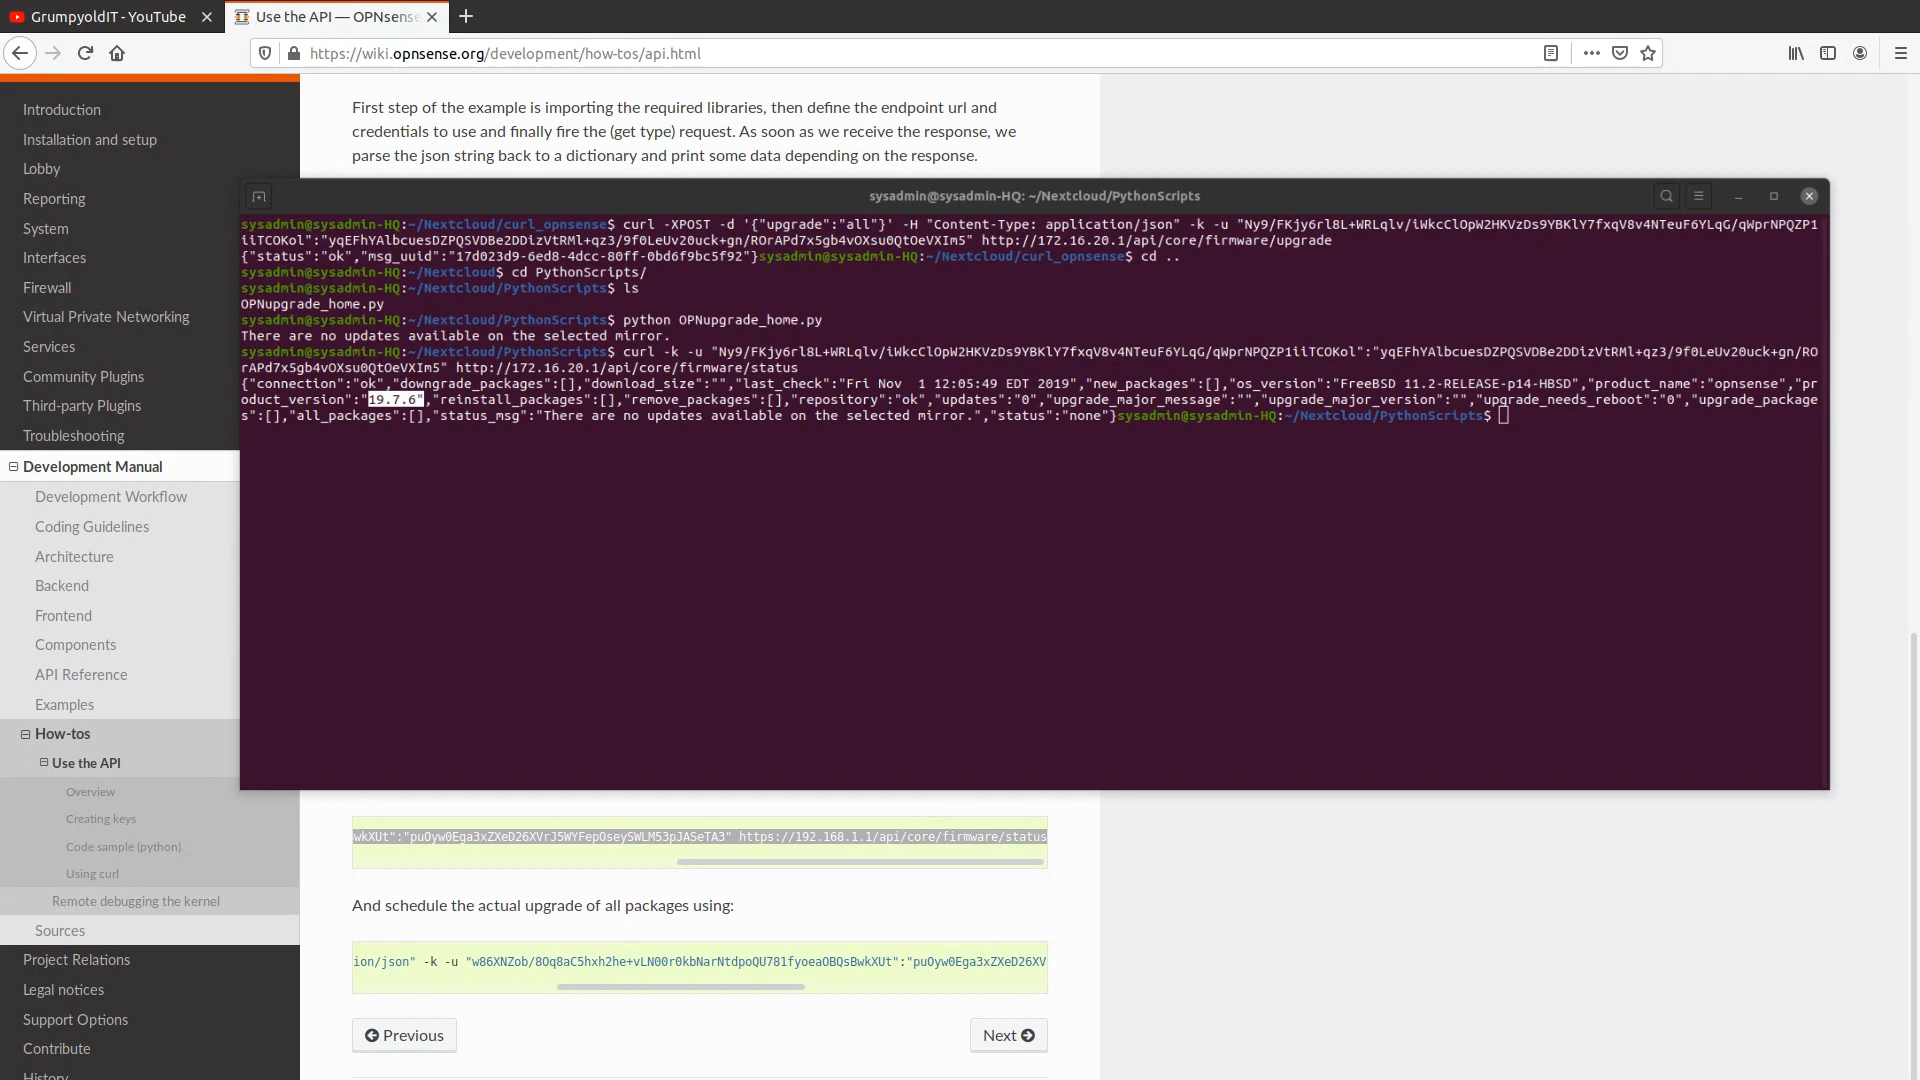 GrumpyoldIT - YouTube
Use the API — OPNsense
https://wiki.opnsense.org/development/how-tos/api.html
Introduction
Installation and setup
Lobby
Reporting
System
Interfaces
Firewall
Virtual Private Networking
Services
Community Plugins
Third-party Plugins
Troubleshooting
Development Manual
Development Workflow
Coding Guidelines
Architecture
Backend
Frontend
Components
API Reference
Examples
How-tos
Use the API
Overview
Creating keys
Code sample (python)
Using curl
Remote debugging the kernel
Sources
Project Relations
Legal notices
Support Options
Contribute
History
First step of the example is importing the required libraries, then define the endpoint url and
credentials to use and finally fire the (get type) request. As soon as we receive the response, we
parse the json string back to a dictionary and print some data depending on the response.
sysadmin@sysadmin-HQ: ~/Nextcloud/PythonScripts
sysadmin@sysadmin-HQ:~/Nextcloud/curl_opnsense$ curl -XPOST -d '{"upgrade":"all"}' -H "Content-Type: application/json" -k -u "Ny9/FKjy6rl8L+WRLqlv/iWkcClOpW2HKVzDs9YBKlY7fxqV8v4NTeuF6YLqG/qWprNPQZP1
iiTCOKol":"yqEFhYAlbcuesDZPQSVDBe2DDizVtRMl+qz3/9f0LeUv20uck+gn/ROrAPd7x5gb4vOXsu0QtOeVXIm5" http://172.16.20.1/api/core/firmware/upgrade
{"status":"ok","msg_uuid":"17d023d9-6ed8-4dcc-80ff-0bd6f9bc5f92"}sysadmin@sysadmin-HQ:~/Nextcloud/curl_opnsense$ cd ..
sysadmin@sysadmin-HQ:~/Nextcloud$ cd PythonScripts/
sysadmin@sysadmin-HQ:~/Nextcloud/PythonScripts$ ls
OPNupgrade_home.py
sysadmin@sysadmin-HQ:~/Nextcloud/PythonScripts$ python OPNupgrade_home.py
There are no updates available on the selected mirror.
sysadmin@sysadmin-HQ:~/Nextcloud/PythonScripts$ curl -k -u "Ny9/FKjy6rl8L+WRLqlv/iWkcClOpW2HKVzDs9YBKlY7fxqV8v4NTeuF6YLqG/qWprNPQZP1iiTCOKol":"yqEFhYAlbcuesDZPQSVDBe2DDizVtRMl+qz3/9f0LeUv20uck+gn/RO
rAPd7x5gb4vOXsu0QtOeVXIm5" http://172.16.20.1/api/core/firmware/status
{"connection":"ok","downgrade_packages":[],"download_size":"","last_check":"Fri Nov  1 12:05:49 EDT 2019","new_packages":[],"os_version":"FreeBSD 11.2-RELEASE-p14-HBSD","product_name":"opnsense","pr
oduct_version":"19.7.6","reinstall_packages":[],"remove_packages":[],"repository":"ok","updates":"0","upgrade_major_message":"","upgrade_major_version":"","upgrade_needs_reboot":"0","upgrade_package
s":[],"all_packages":[],"status_msg":"There are no updates available on the selected mirror.","status":"none"}sysadmin@sysadmin-HQ:~/Nextcloud/PythonScripts$
wkXUt":"puOyw0Ega3xZXeD26XVrJ5WYFepOseySWLM53pJASeTA3" https://192.168.1.1/api/core/firmware/status
And schedule the actual upgrade of all packages using:
ion/json" -k -u "w86XNZob/8Oq8aC5hxh2he+vLN00r0kbNarNtdpoQU781fyoeaOBQsBwkXUt":"puOyw0Ega3xZXeD26XV
Previous
Next